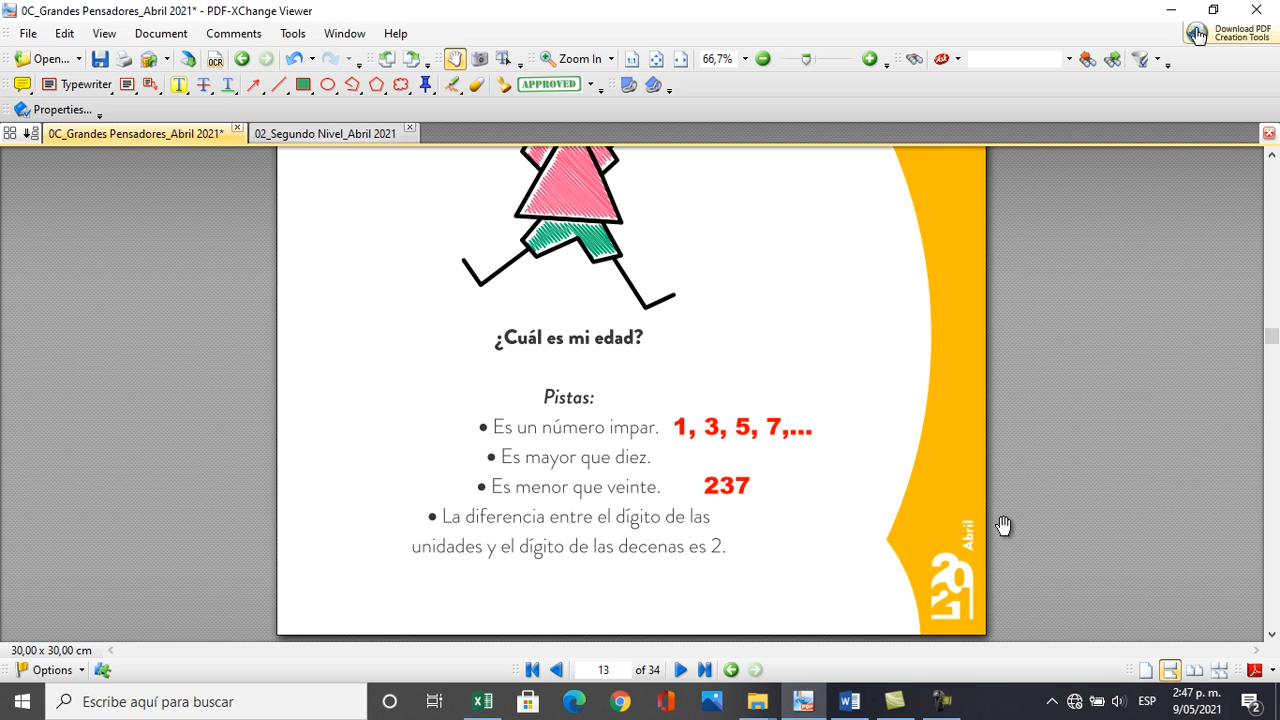 0C_Grandes Pensadores_Abril 2021* - PDF-XChange Viewer
File Edit View Document Comments Tools Window Help
Download PDF
Creation Tools
Open... OCR Zoom In 1:1 66,7%
Typewriter APPROVED
Properties...
0C_Grandes Pensadores_Abril 2021* 02_Segundo Nivel_Abril 2021
¿Cuál es mi edad?
Pistas:
• Es un número impar. 1, 3, 5, 7,...
• Es mayor que diez.
• Es menor que veinte. 237
• La diferencia entre el dígito de las
unidades y el dígito de las decenas es 2.
Abril
2021
30,00 x 30,00 cm
Options 13 of 34
Escribe aquí para buscar
ESP
2:47 p. m.
9/05/2021
2